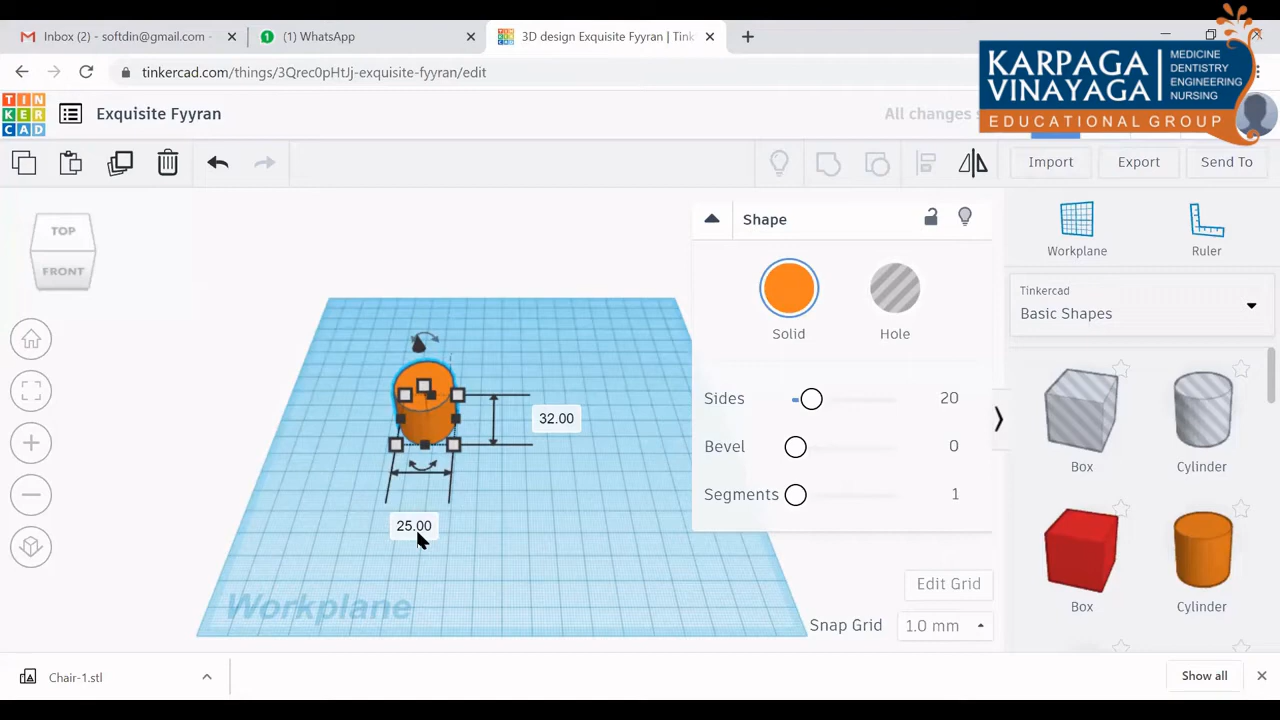 Inbox (2) - softdin@gmail.com -
(1) WhatsApp
3D design Exquisite Fyyran | Tink
tinkercad.com/things/3Qrec0pHtJj-exquisite-fyyran/edit
KARPAGA
VINAYAGA
MEDICINE
DENTISTRY
ENGINEERING
NURSING
EDUCATIONAL GROUP
TIN
KER
CAD
Exquisite Fyyran
All changes s
Import
Export
Send To
TOP
FRONT
Shape
Solid
Hole
Sides
20
Bevel
0
Segments
1
Workplane
Ruler
Tinkercad
Basic Shapes
Box
Cylinder
Box
Cylinder
32.00
25.00
Workplane
Edit Grid
Snap Grid
1.0 mm
Chair-1.stl
Show all